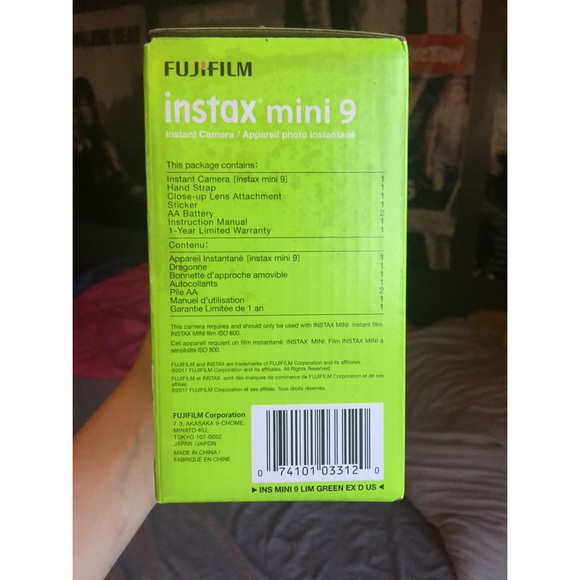 FUJIFILM
instax mini 9
Instant Camera / Appareil photo instantané
This package contains:
Instant Camera [instax mini 9] 1
Hand Strap 1
Close-up Lens Attachment 1
Sticker 1
AA Battery 2
Instruction Manual 1
1-Year Limited Warranty 1
Contenu:
Appareil Instantané [instax mini 9] 1
Dragonne 1
Bonnette d'approche amovible 1
Autocollants 1
Pile AA 2
Manuel d'utilisation 1
Garantie Limitée de 1 an 1
This camera requires and should only be used with INSTAX MINI instant film.
INSTAX MINI film ISO 800.
Cet appareil requiert un film instantané INSTAX MINI. Film INSTAX MINI à
sensibilité ISO 800.
FUJIFILM and INSTAX are trademarks of FUJIFILM Corporation and its affiliates.
©2017 FUJIFILM Corporation and its affiliates. All Rights Reserved.
FUJIFILM et INSTAX sont des marques de commerce de FUJIFILM Corporation et de ses
affiliés.
©2017 FUJIFILM Corporation et ses affiliés. Tous droits réservés.
FUJIFILM Corporation
7-3, AKASAKA 9-CHOME,
MINATO-KU,
TOKYO 107-0052
JAPAN /JAPON
MADE IN CHINA /
FABRIQUÉ EN CHINE
0 74101 03312 0
▶ INS MINI 9 LIM GREEN EX D US ◀